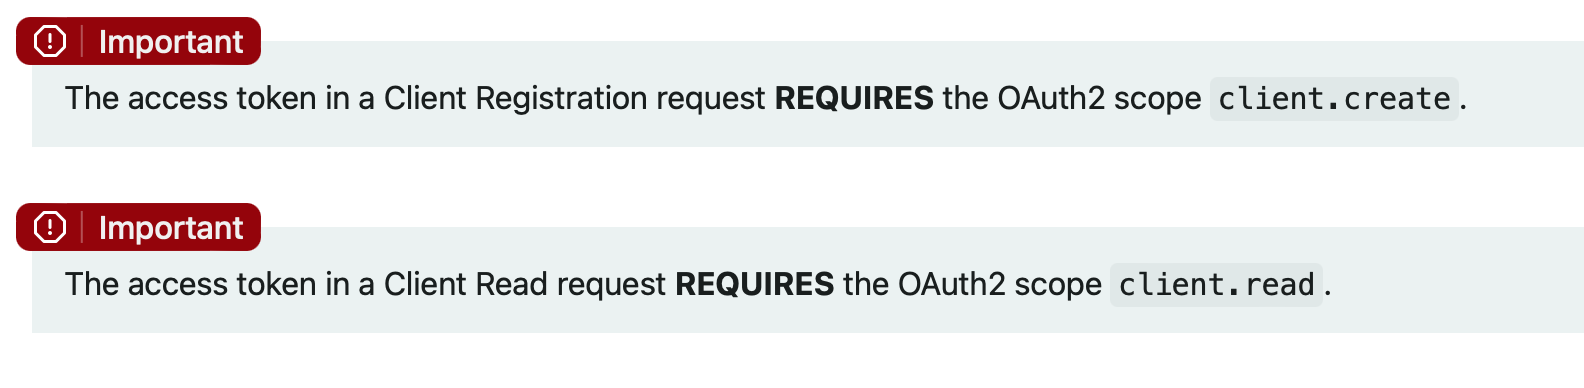 Important
The access token in a Client Registration request REQUIRES the OAuth2 scope client.create.
Important
The access token in a Client Read request REQUIRES the OAuth2 scope client.read.